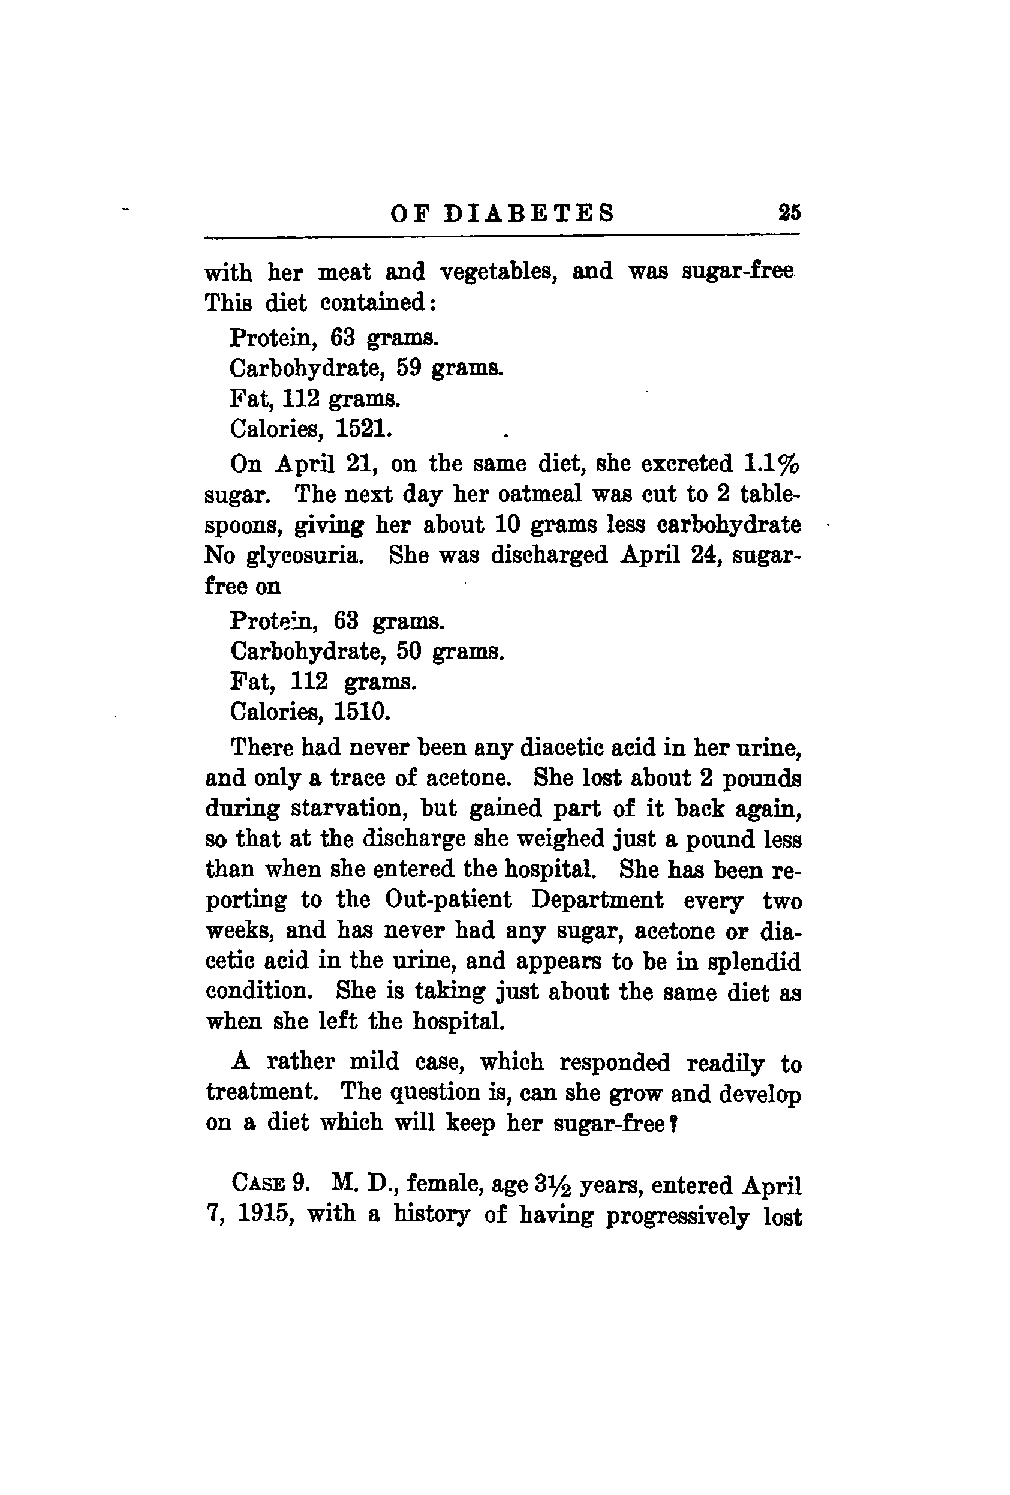 OF DIABETES 25
with her meat and vegetables, and was sugar-free
This diet contained:
Protein, 63 grams.
Carbohydrate, 59 grams.
Fat, 112 grams.
Calories, 1521.
On April 21, on the same diet, she excreted 1.1%
sugar. The next day her oatmeal was cut to 2 table-
spoons, giving her about 10 grams less carbohydrate
No glycosuria. She was discharged April 24, sugar-
free on
Protein, 63 grams.
Carbohydrate, 50 grams.
Fat, 112 grams.
Calories, 1510.
There had never been any diacetic acid in her urine,
and only a trace of acetone. She lost about 2 pounds
during starvation, but gained part of it back again,
so that at the discharge she weighed just a pound less
than when she entered the hospital. She has been re-
porting to the Out-patient Department every two
weeks, and has never had any sugar, acetone or dia-
cetic acid in the urine, and appears to be in splendid
condition. She is taking just about the same diet as
when she left the hospital.
A rather mild case, which responded readily to
treatment. The question is, can she grow and develop
on a diet which will keep her sugar-free?
CASE 9. M. D., female, age 3½ years, entered April
7, 1915, with a history of having progressively lost